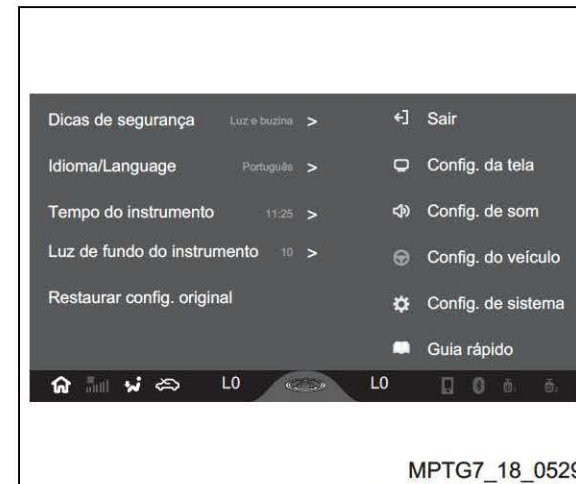 Dicas de segurança Luz e buzina >
Idioma/Language Português >
Tempo do instrumento 11:25 >
Luz de fundo do instrumento 10 >
Restaurar config. original
Sair
Config. da tela
Config. de som
Config. do veículo
Config. de sistema
Guia rápido
L0 L0
MPTG7_18_0529